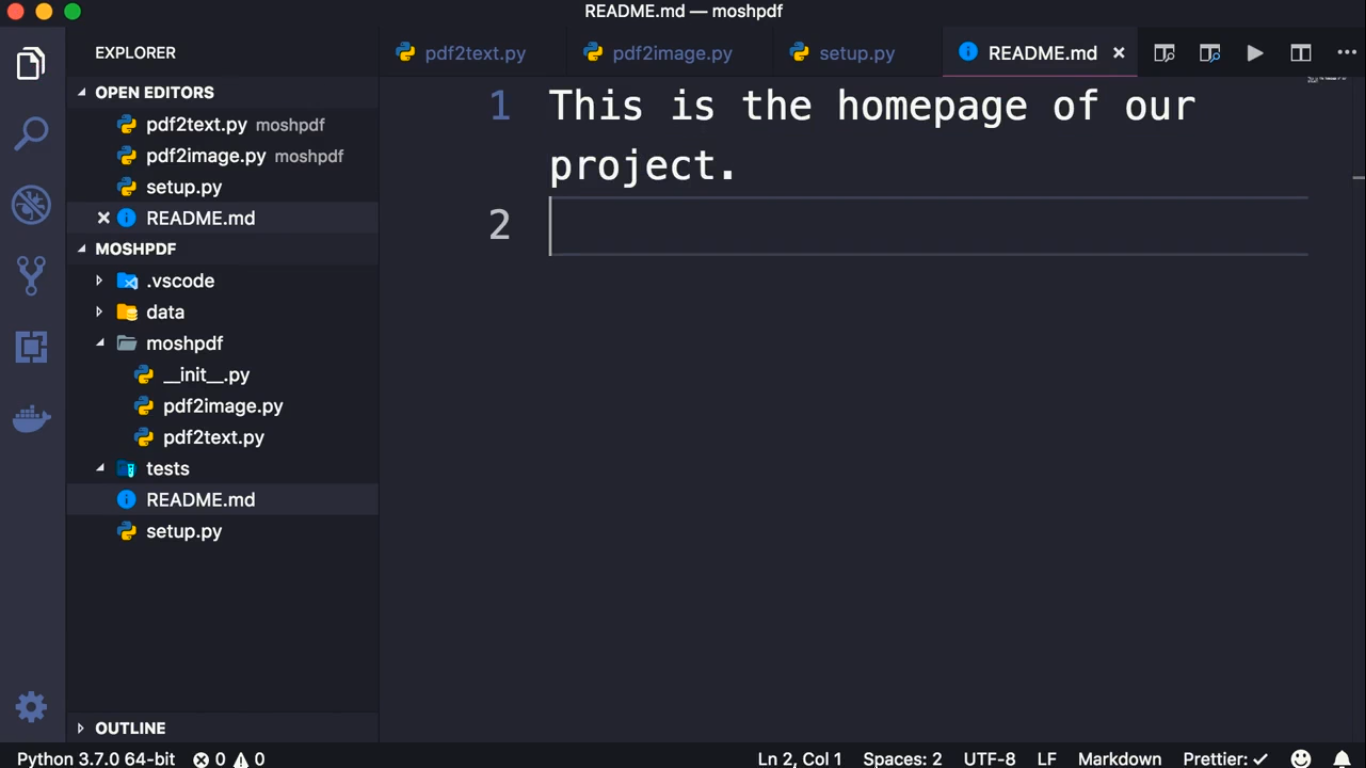 README.md — moshpdf
EXPLORER
OPEN EDITORS
pdf2text.py moshpdf
pdf2image.py moshpdf
setup.py
README.md
MOSHPDF
.vscode
data
moshpdf
__init__.py
pdf2image.py
pdf2text.py
tests
README.md
setup.py
OUTLINE
pdf2text.py pdf2image.py setup.py README.md
1 This is the homepage of our
project.
2
Python 3.7.0 64-bit 0 0 Ln 2, Col 1 Spaces: 2 UTF-8 LF Markdown Prettier: ✓